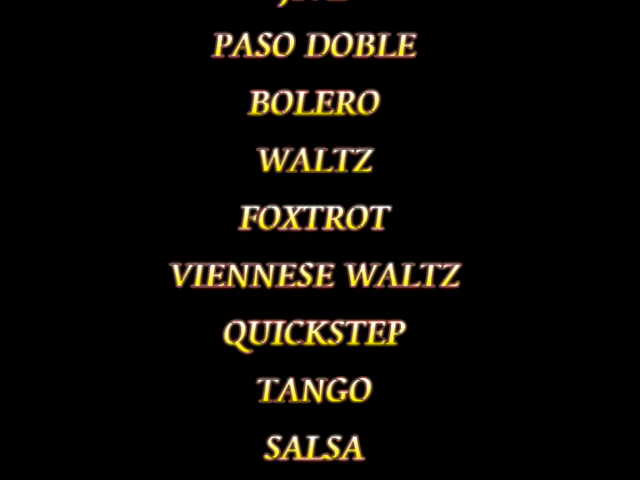 PASO DOBLE
BOLERO
WALTZ
FOXTROT
VIENNESE WALTZ
QUICKSTEP
TANGO
SALSA